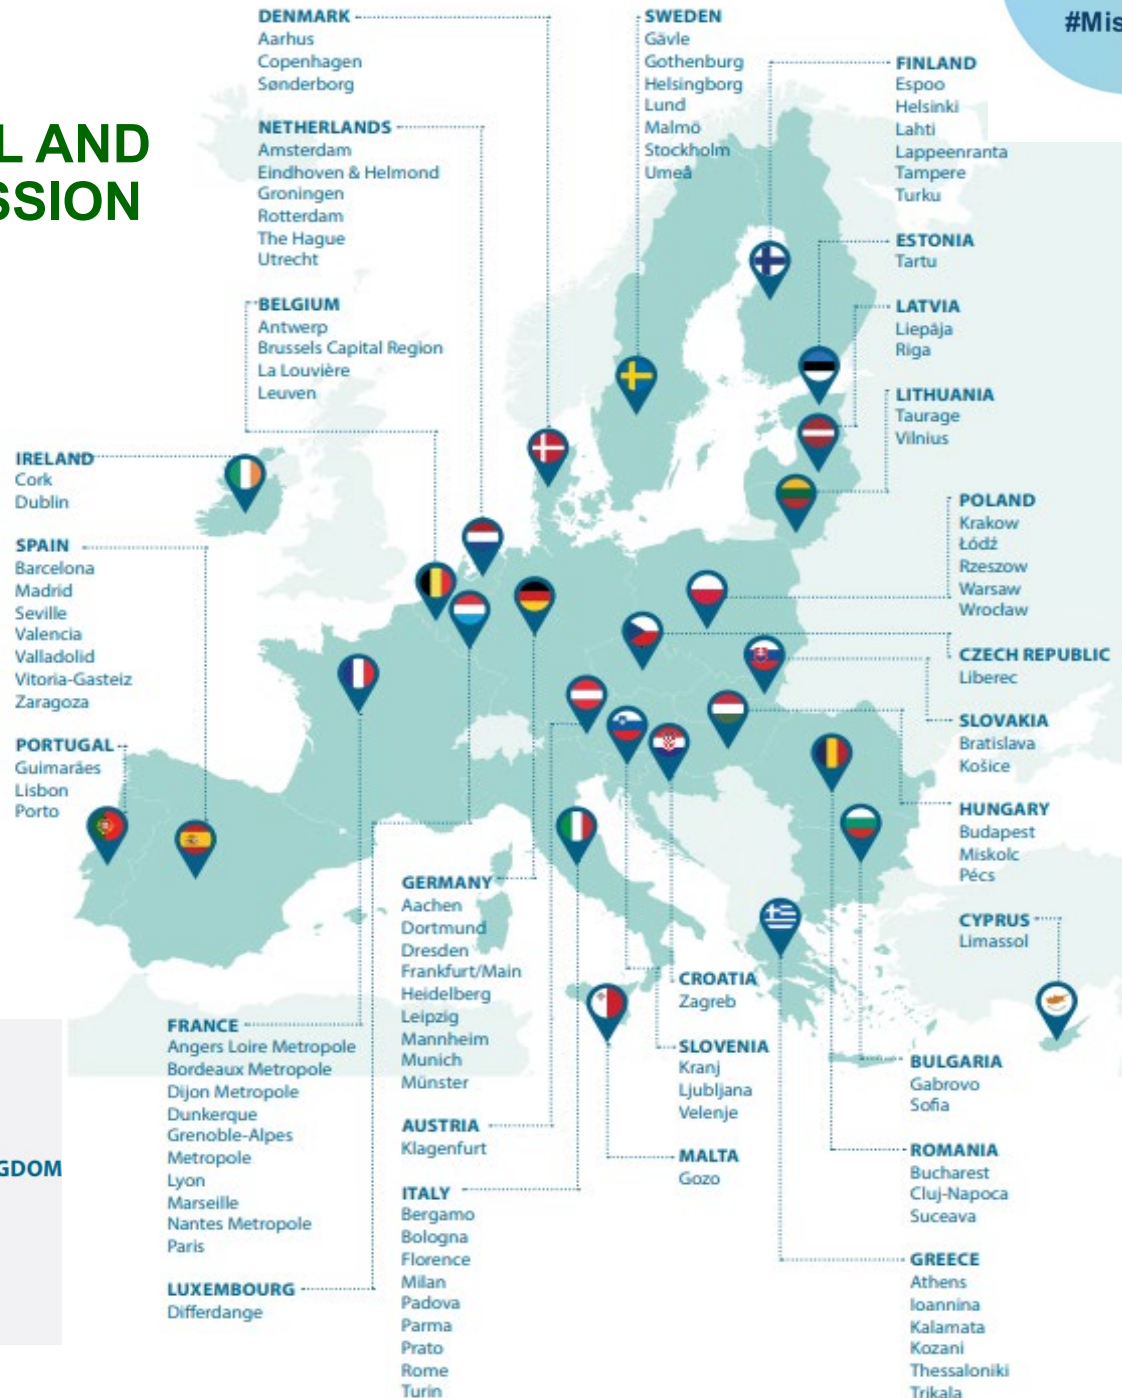 #Mis
L AND
SSION
DENMARK
Aarhus
Copenhagen
Sønderborg
NETHERLANDS
Amsterdam
Eindhoven & Helmond
Groningen
Rotterdam
The Hague
Utrecht
BELGIUM
Antwerp
Brussels Capital Region
La Louvière
Leuven
SWEDEN
Gävle
Gothenburg
Helsingborg
Lund
Malmö
Stockholm
Umeå
FINLAND
Espoo
Helsinki
Lahti
Lappeenranta
Tampere
Turku
ESTONIA
Tartu
LATVIA
Liepāja
Riga
LITHUANIA
Taurage
Vilnius
IRELAND
Cork
Dublin
SPAIN
Barcelona
Madrid
Seville
Valencia
Valladolid
Vitoria-Gasteiz
Zaragoza
PORTUGAL
Guimarães
Lisbon
Porto
POLAND
Krakow
Łódź
Rzeszow
Warsaw
Wrocław
CZECH REPUBLIC
Liberec
SLOVAKIA
Bratislava
Košice
HUNGARY
Budapest
Miskolc
Pécs
CYPRUS
Limassol
GERMANY
Aachen
Dortmund
Dresden
Frankfurt/Main
Heidelberg
Leipzig
Mannheim
Munich
Münster
AUSTRIA
Klagenfurt
ITALY
Bergamo
Bologna
Florence
Milan
Padova
Parma
Prato
Rome
Turin
FRANCE
Angers Loire Metropole
Bordeaux Metropole
Dijon Metropole
Dunkerque
Grenoble-Alpes
Metropole
Lyon
Marseille
Nantes Metropole
Paris
LUXEMBOURG
Differdange
GDOM
CROATIA
Zagreb
SLOVENIA
Kranj
Ljubljana
Velenje
MALTA
Gozo
BULGARIA
Gabrovo
Sofia
ROMANIA
Bucharest
Cluj-Napoca
Suceava
GREECE
Athens
Ioannina
Kalamata
Kozani
Thessaloniki
Trikala